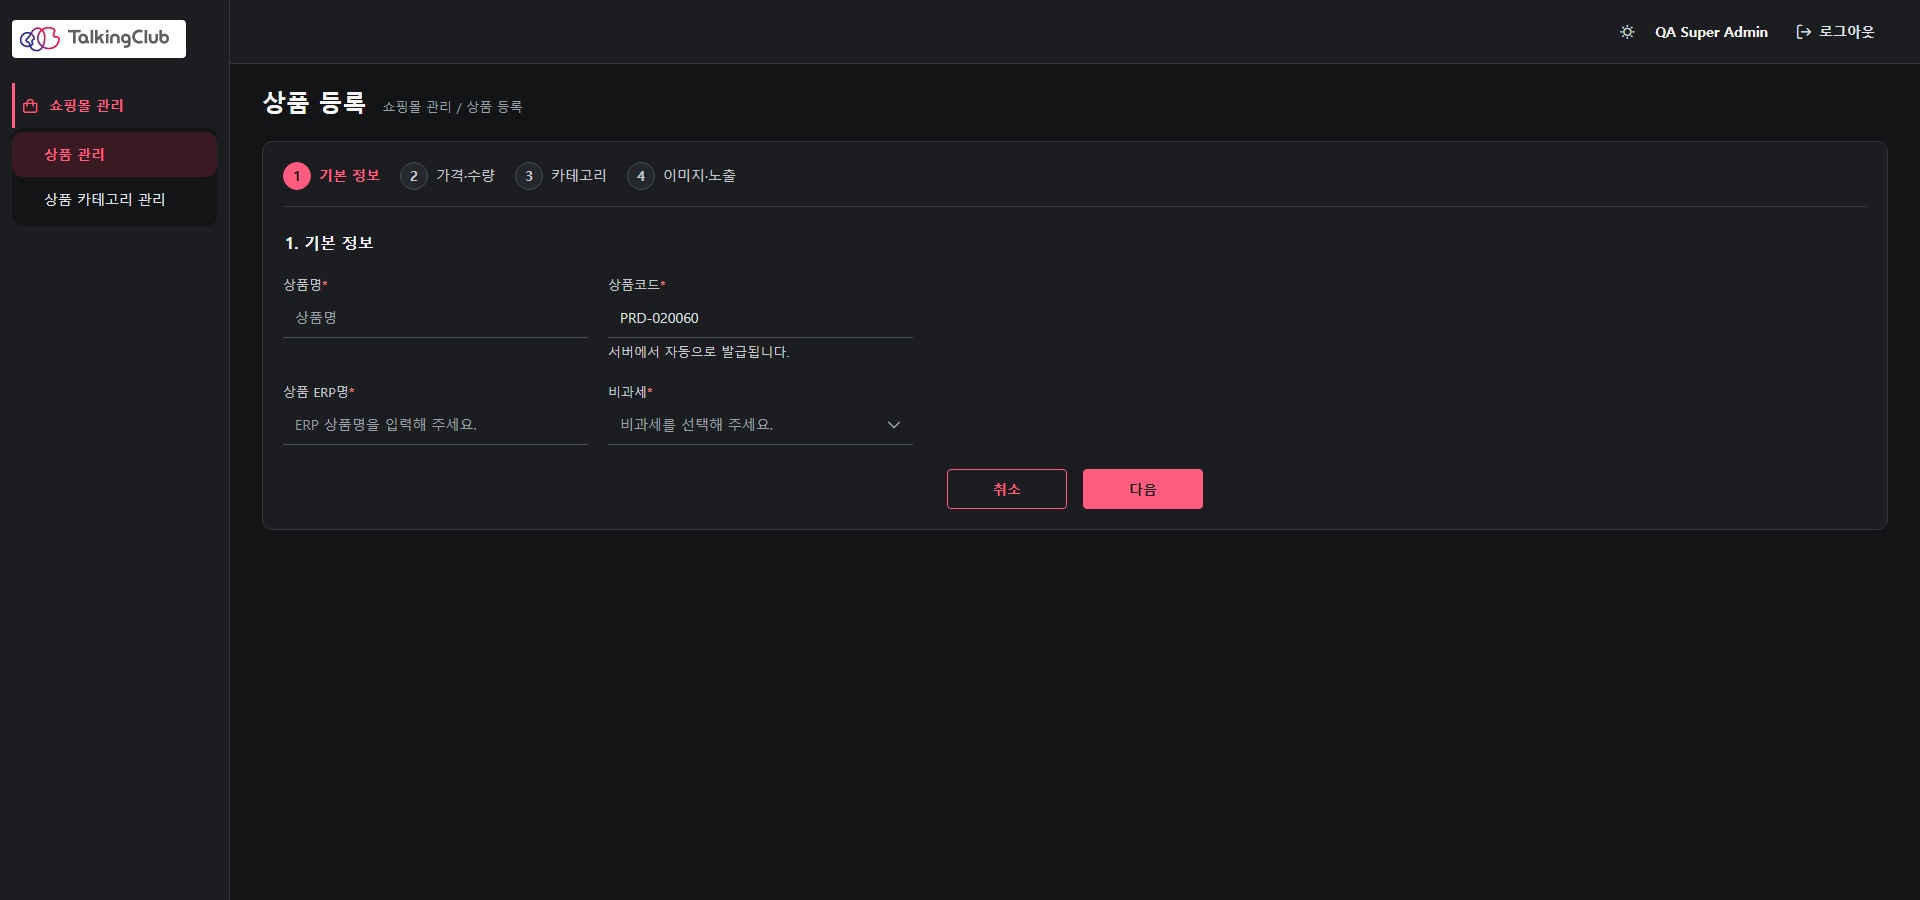 TalkingClub
QA Super Admin
로그아웃
쇼핑몰 관리
상품 관리
상품 카테고리 관리
상품 등록
쇼핑몰 관리 / 상품 등록
1 기본 정보
2 가격·수량
3 카테고리
4 이미지·노출
1. 기본 정보
상품명*
상품명
상품코드*
PRD-020060
서버에서 자동으로 발급됩니다.
상품 ERP명*
ERP 상품명을 입력해 주세요.
비과세*
비과세를 선택해 주세요.
취소
다음